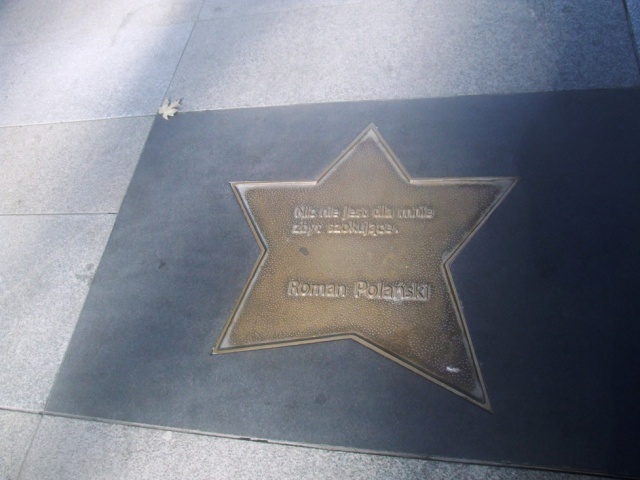 Nic nie jest dla mnie
zbyt szokujące.
Roman Polański